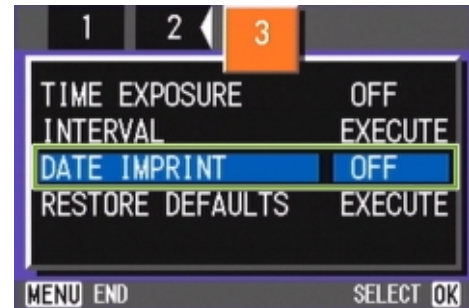 1 2 3
TIME EXPOSURE OFF
INTERVAL EXECUTE
DATE IMPRINT OFF
RESTORE DEFAULTS EXECUTE
MENU END SELECT OK